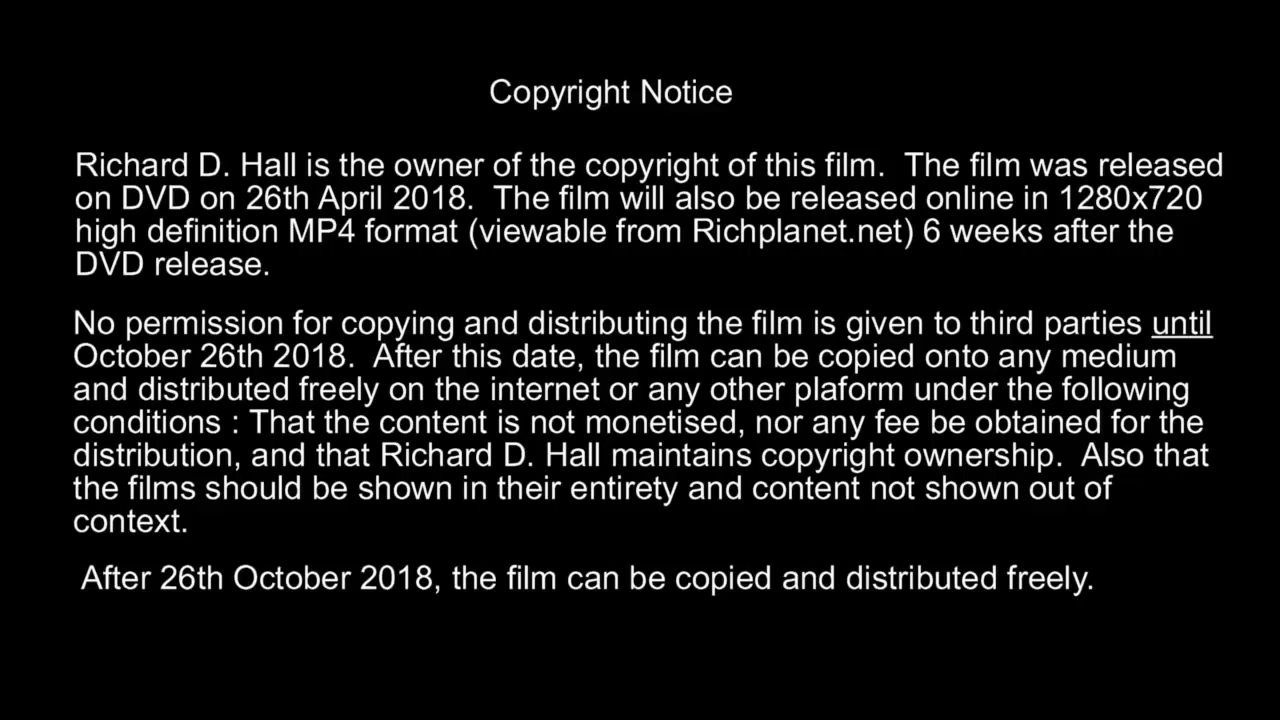 Copyright Notice
Richard D. Hall is the owner of the copyright of this film.  The film was released
on DVD on 26th April 2018.  The film will also be released online in 1280x720
high definition MP4 format (viewable from Richplanet.net) 6 weeks after the
DVD release.
No permission for copying and distributing the film is given to third parties until
October 26th 2018.  After this date, the film can be copied onto any medium
and distributed freely on the internet or any other plaform under the following
conditions : That the content is not monetised, nor any fee be obtained for the
distribution, and that Richard D. Hall maintains copyright ownership.  Also that
the films should be shown in their entirety and content not shown out of
context.
After 26th October 2018, the film can be copied and distributed freely.